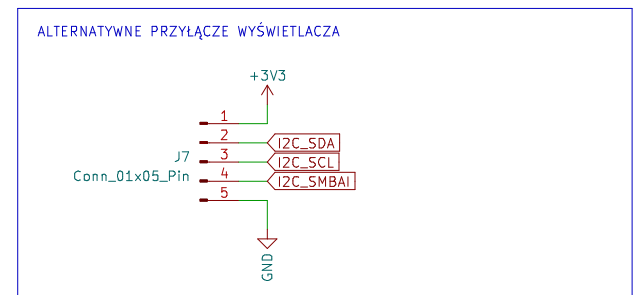 ALTERNATYWNE PRZYŁĄCZE WYŚWIETLACZA
+3V3
1
2 I2C_SDA
J7 3 I2C_SCL
Conn_01x05_Pin 4 I2C_SMBAI
5
GND